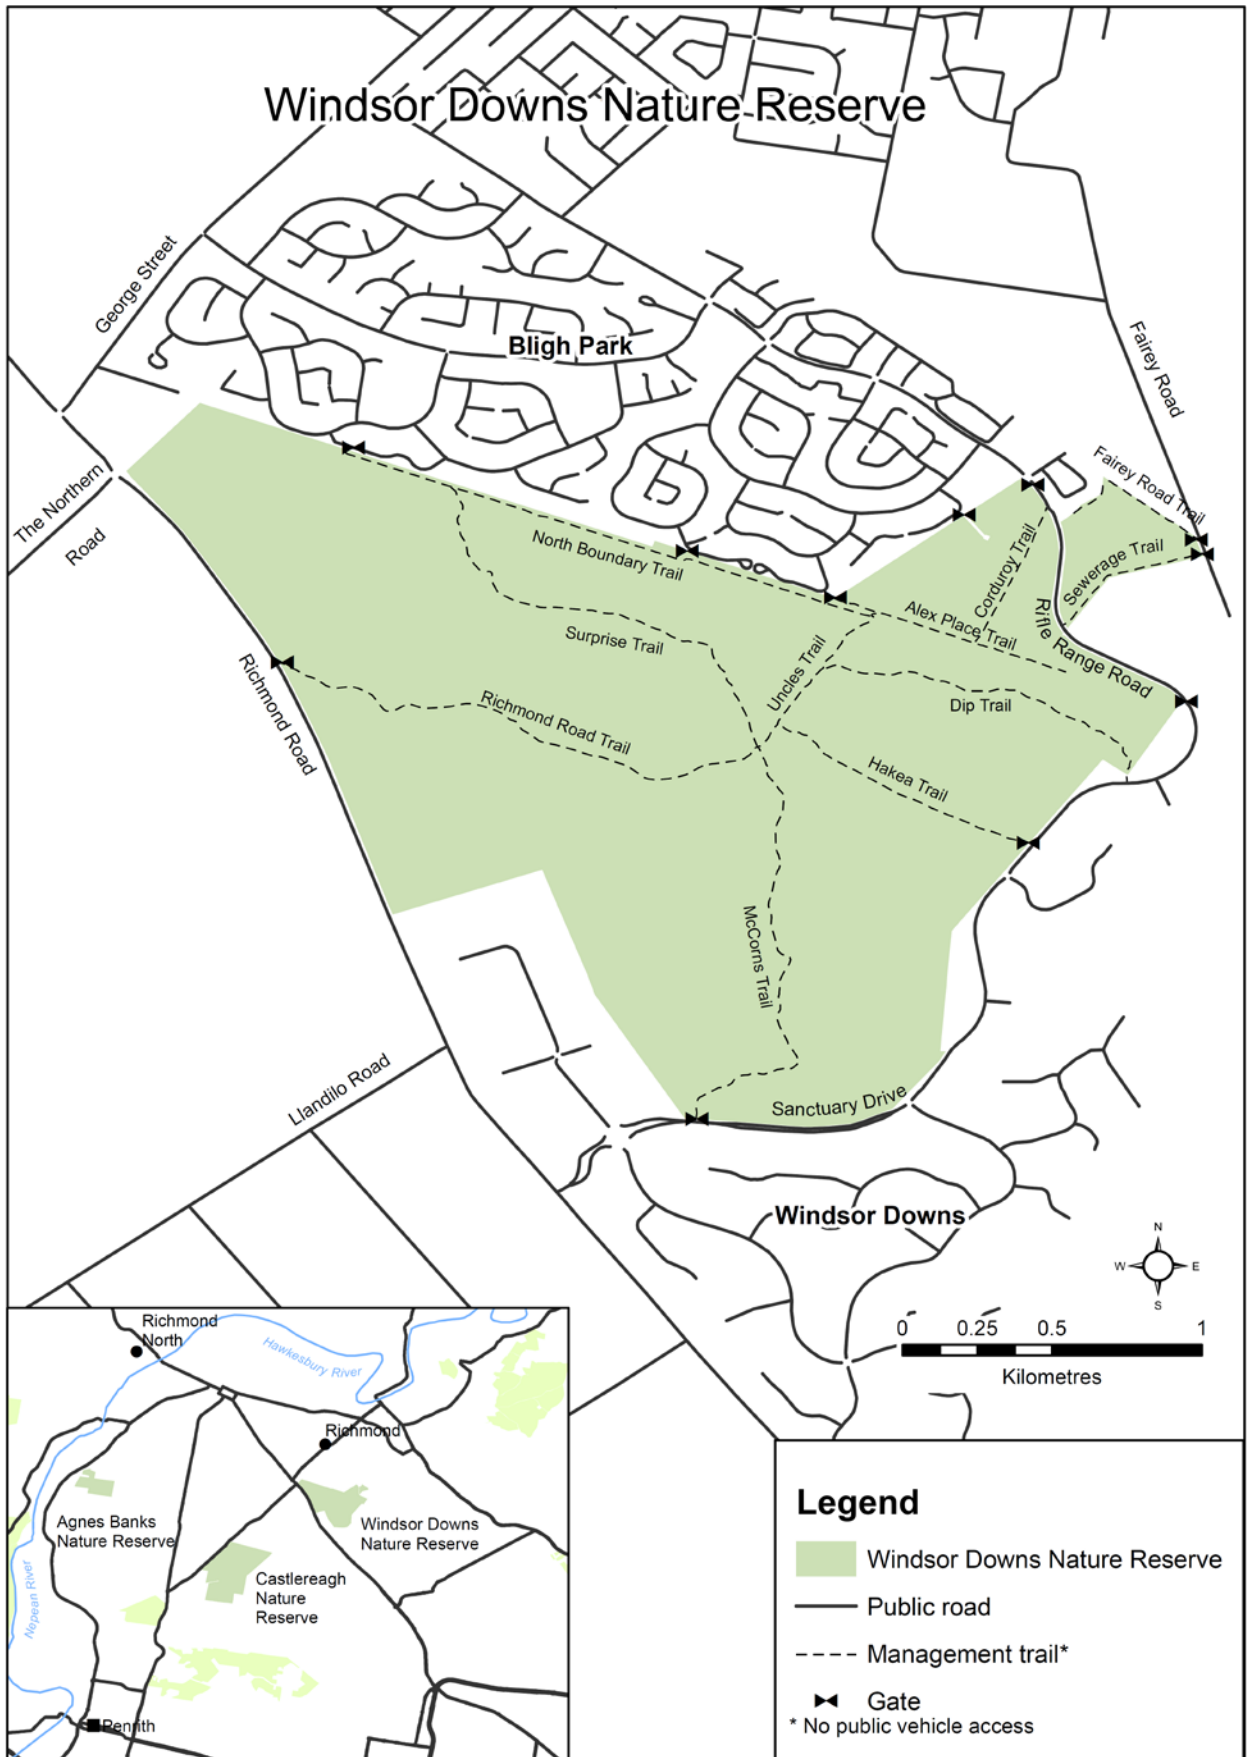 Windsor Downs Nature Reserve
George Street
Bligh Park
Fairey Road
The Northern
Road
Fairey Road Trail
North Boundary Trail
Corduroy Trail
Sewerage Trail
Surprise Trail
Alex Place Trail
Rifle Range Road
Uncles Trail
Richmond Road
Richmond Road Trail
Dip Trail
Hakea Trail
McCorns Trail
Llandilo Road
Sanctuary Drive
Windsor Downs
N
W
E
S
0 0.25 0.5 1
Kilometres
Richmond
North
Hawkesbury River
Richmond
Agnes Banks
Nature Reserve
Windsor Downs
Nature Reserve
Castlereagh
Nature
Reserve
Nepean River
Penrith
Legend
Windsor Downs Nature Reserve
Public road
Management trail*
Gate
* No public vehicle access